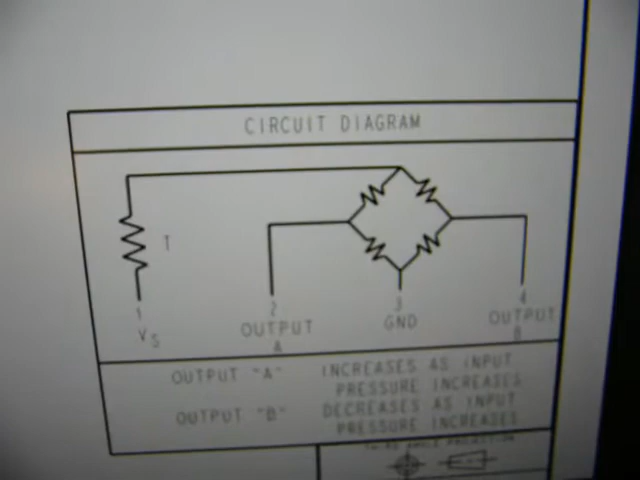 CIRCUIT DIAGRAM
T
1 2 3 4
VS OUTPUT A GND OUTPUT B
OUTPUT "A" INCREASES AS INPUT
PRESSURE INCREASES
OUTPUT "B" DECREASES AS INPUT
PRESSURE INCREASES
PROJECTION